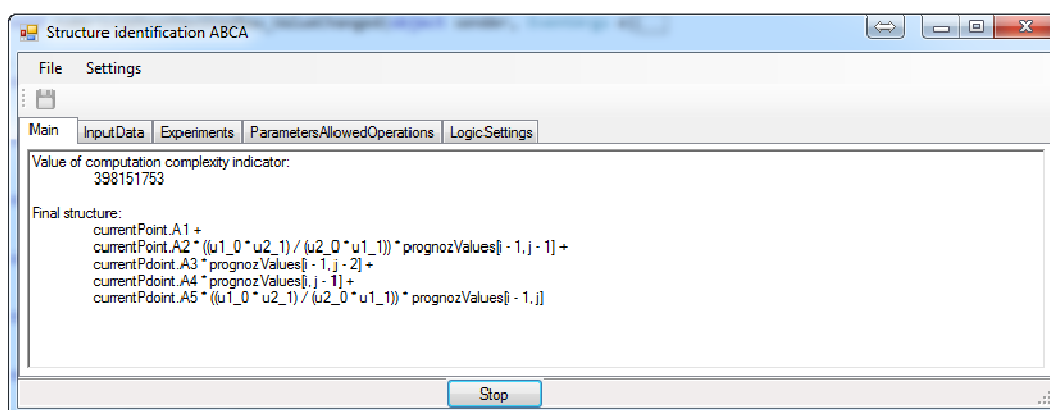 Structure identification ABCA
File Settings
Main InputData Experiments ParametersAllowedOperations Logic Settings
Value of computation complexity indicator:
398151753
Final structure:
currentPoint.A1 +
currentPoint.A2 * ((u1_0 * u2_1) / (u2_0 * u1_1)) * prognozValues[i - 1, j - 1] +
currentPdoint.A3 * prognozValues[i - 1, j - 2] +
currentPdoint.A4 * prognozValues[i, j - 1] +
currentPdoint.A5 * ((u1_0 * u2_1) / (u2_0 * u1_1)) * prognozValues[i - 1, j]
Stop